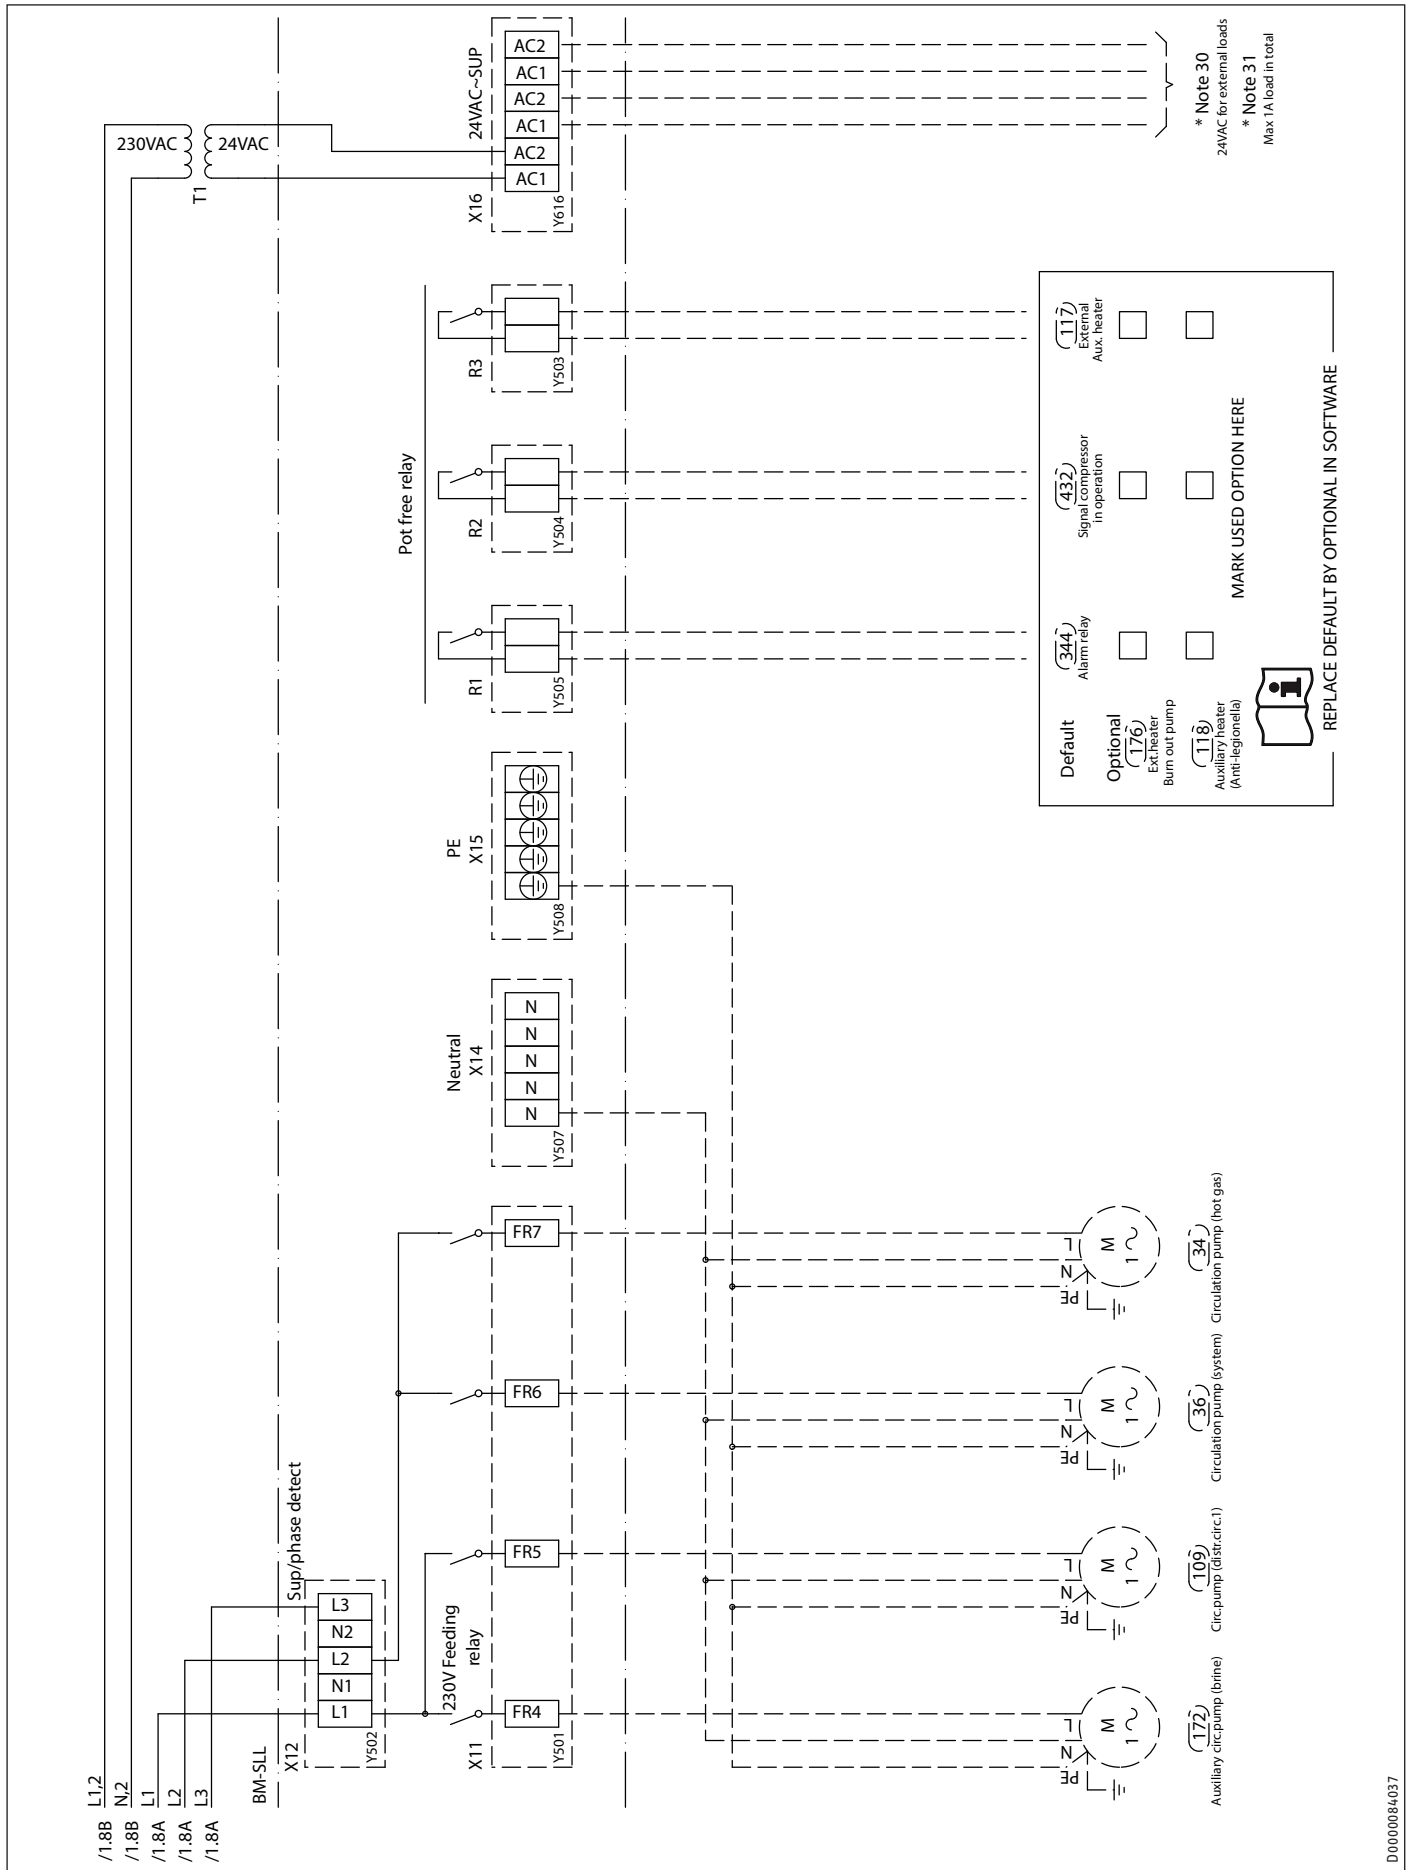 /1.8B L1,2
/1.8B N,2
/1.8A L1
/1.8A L2
/1.8A L3
230VAC
24VAC
T1
BM-SLL
X12
Sup/phase detect
L1
N1
L2
N2
L3
Y502
X11
230V Feeding
relay
FR4
FR5
FR6
FR7
Y501
Neutral
X14
N
N
N
N
N
Y507
PE
X15
Y508
Pot free relay
R1
Y505
R2
Y504
R3
Y503
X16
24VAC~SUP
AC1
AC2
AC1
AC2
AC1
AC2
Y616
* Note 30
24VAC for external loads
* Note 31
Max 1A load in total
PE
N
L
M
1
172
Auxiliary circ.pump (brine)
PE
N
L
M
1
109
Circ.pump (distr.circ.1)
PE
N
L
M
1
36
Circulation pump (system)
PE
N
L
M
1
34
Circulation pump (hot gas)
Default
344
Alarm relay
432
Signal compressor
in operation
117
External
Aux. heater
Optional
176
Ext.heater
Burn out pump
118
Auxiliary heater
(Anti-legionella)
MARK USED OPTION HERE
i
REPLACE DEFAULT BY OPTIONAL IN SOFTWARE
D0000084037